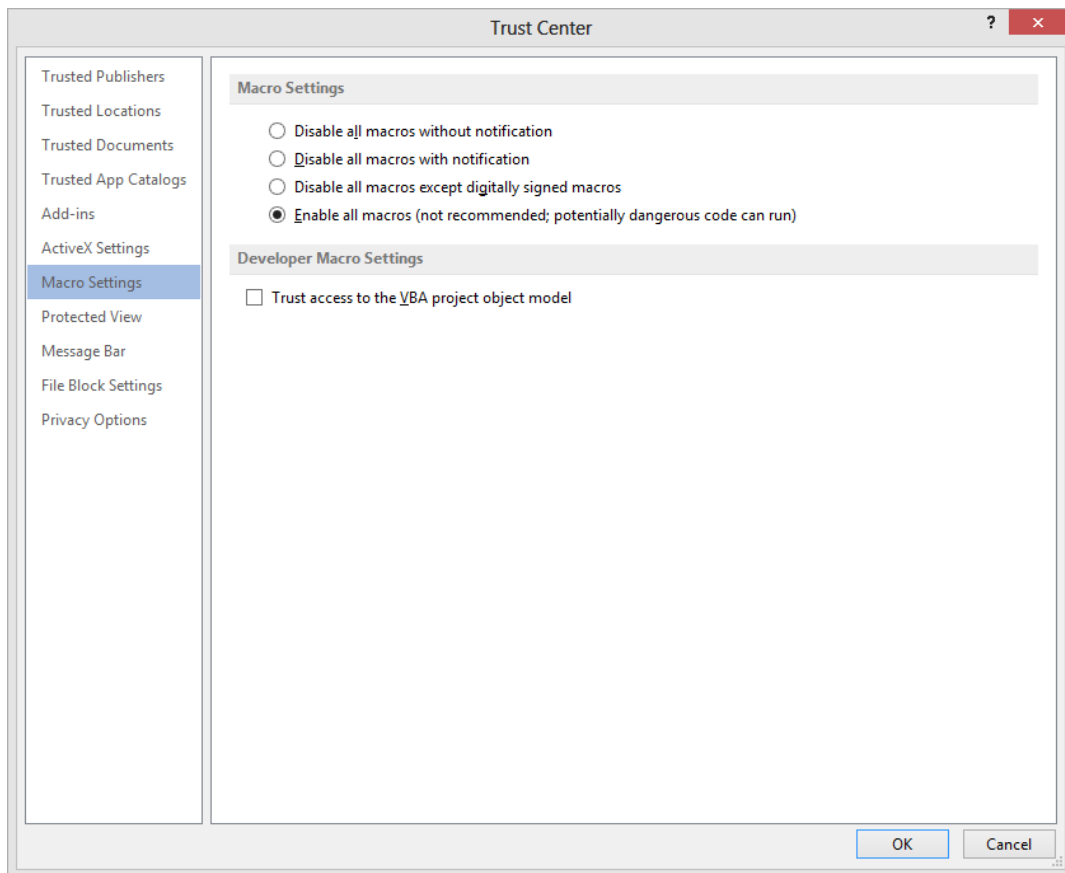 Trust Center
?
Trusted Publishers
Trusted Locations
Trusted Documents
Trusted App Catalogs
Add-ins
ActiveX Settings
Macro Settings
Protected View
Message Bar
File Block Settings
Privacy Options
Macro Settings
Disable all macros without notification
Disable all macros with notification
Disable all macros except digitally signed macros
Enable all macros (not recommended; potentially dangerous code can run)
Developer Macro Settings
Trust access to the VBA project object model
OK
Cancel